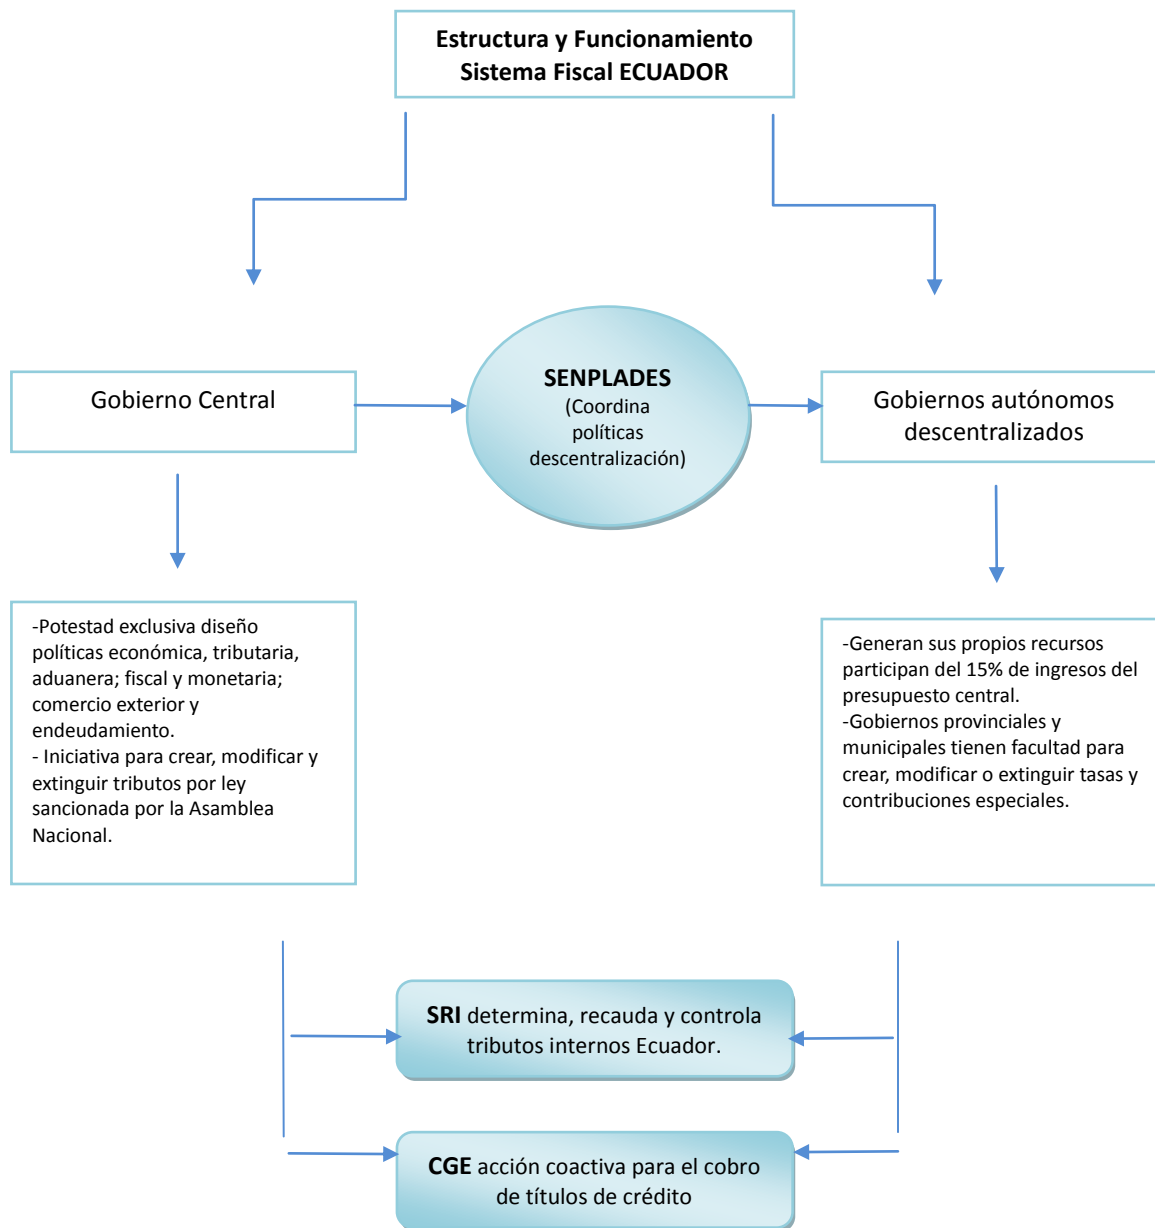 Estructura y Funcionamiento
Sistema Fiscal ECUADOR
Gobierno Central
SENPLADES
(Coordina
políticas
descentralización)
Gobiernos autónomos
descentralizados
-Potestad exclusiva diseño
políticas económica, tributaria,
aduanera; fiscal y monetaria;
comercio exterior y
endeudamiento.
- Iniciativa para crear, modificar y
extinguir tributos por ley
sancionada por la Asamblea
Nacional.
-Generan sus propios recursos
participan del 15% de ingresos del
presupuesto central.
-Gobiernos provinciales y
municipales tienen facultad para
crear, modificar o extinguir tasas y
contribuciones especiales.
SRI determina, recauda y controla
tributos internos Ecuador.
CGE acción coactiva para el cobro
de títulos de crédito